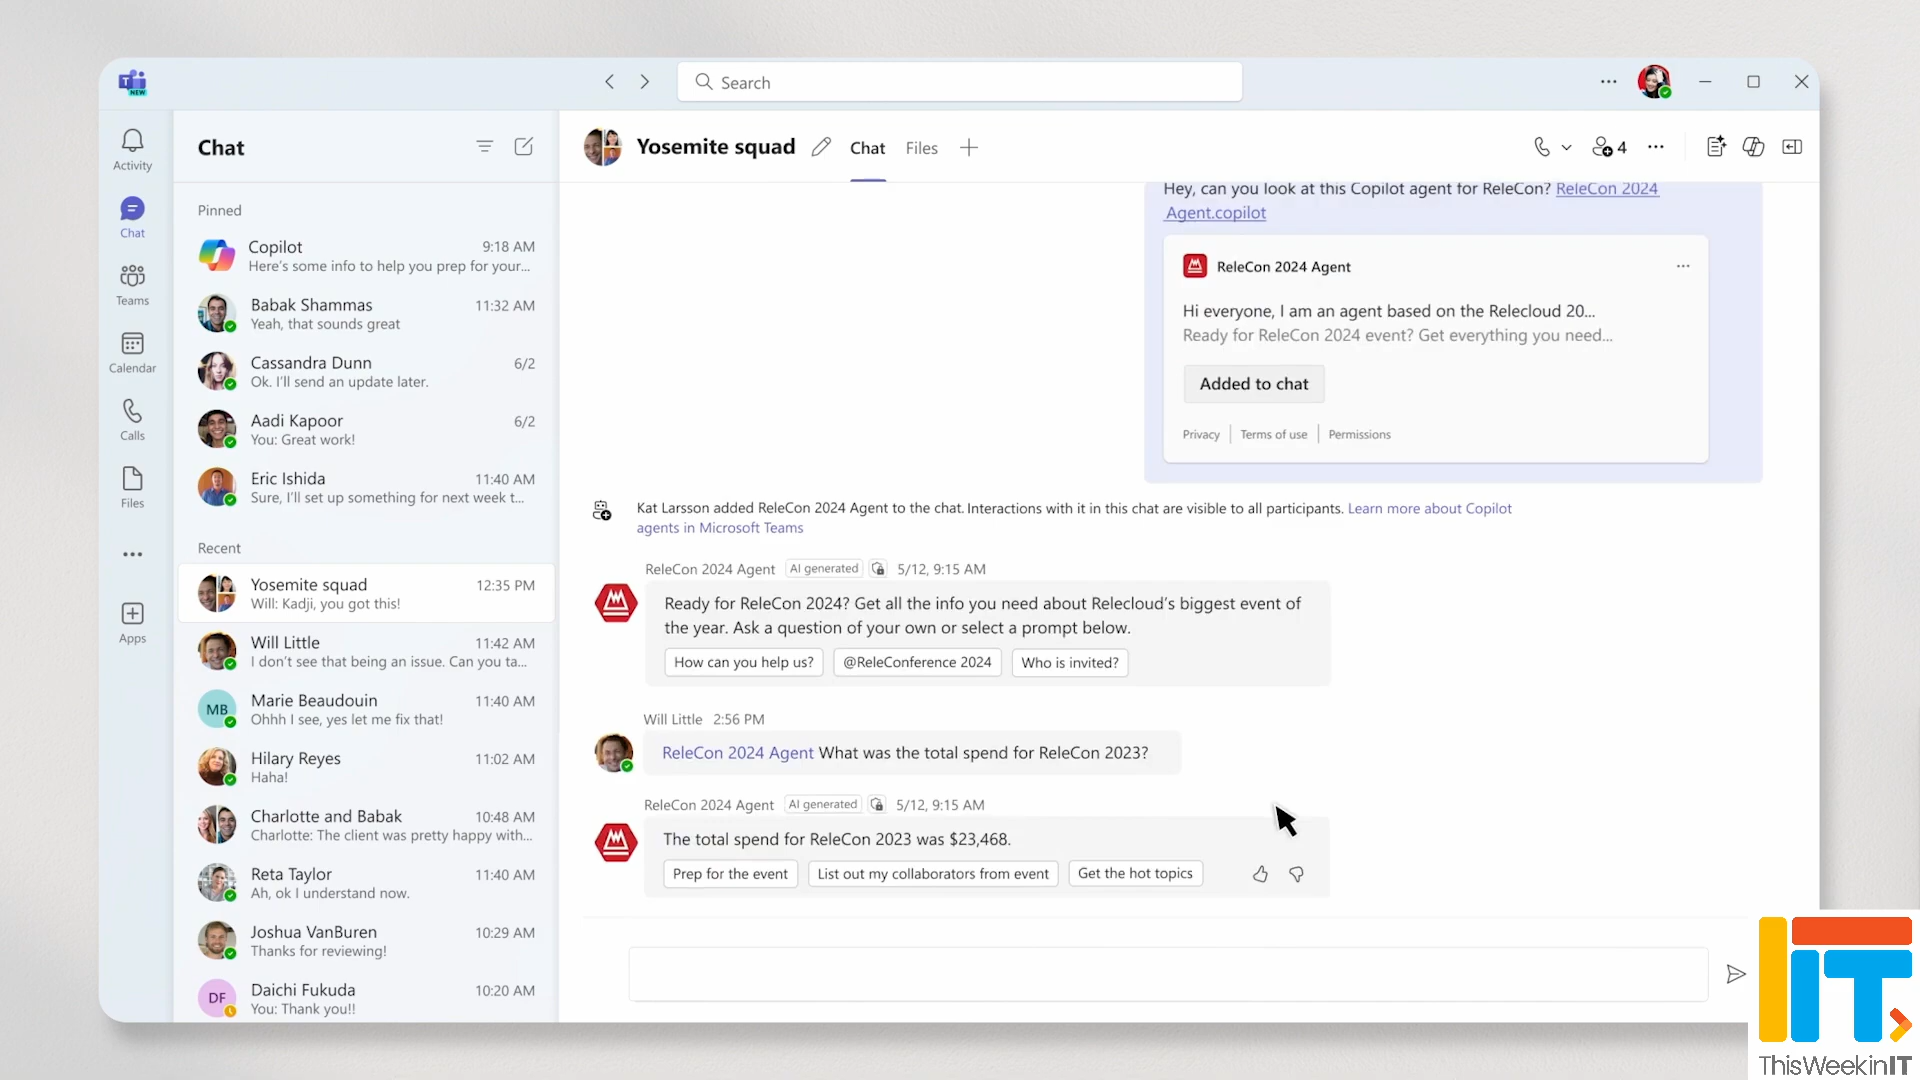 T
NEW
Search
Activity
Chat
Teams
Calendar
Calls
Files
Apps
Chat
Pinned
Copilot 9:18 AM
Here's some info to help you prep for your...
Babak Shammas 11:32 AM
Yeah, that sounds great
Cassandra Dunn 6/2
Ok. I'll send an update later.
Aadi Kapoor 6/2
You: Great work!
Eric Ishida 11:40 AM
Sure, I'll set up something for next week t...
Recent
Yosemite squad 12:35 PM
Will: Kadji, you got this!
Will Little 11:42 AM
I don't see that being an issue. Can you ta...
MB
Marie Beaudouin 11:40 AM
Ohhh I see, yes let me fix that!
Hilary Reyes 11:02 AM
Haha!
Charlotte and Babak 10:48 AM
Charlotte: The client was pretty happy with...
Reta Taylor 11:40 AM
Ah, ok I understand now.
Joshua VanBuren 10:29 AM
Thanks for reviewing!
DF
Daichi Fukuda 10:20 AM
You: Thank you!!
Yosemite squad Chat Files 4
Hey, can you look at this Copilot agent for ReleCon? ReleCon 2024
Agent.copilot
ReleCon 2024 Agent
Hi everyone, I am an agent based on the Relecloud 20...
Ready for ReleCon 2024 event? Get everything you need...
Added to chat
Privacy Terms of use Permissions
Kat Larsson added ReleCon 2024 Agent to the chat. Interactions with it in this chat are visible to all participants. Learn more about Copilot
agents in Microsoft Teams
ReleCon 2024 Agent AI generated 5/12, 9:15 AM
Ready for ReleCon 2024? Get all the info you need about Relecloud's biggest event of
the year. Ask a question of your own or select a prompt below.
How can you help us? @ReleConference 2024 Who is invited?
Will Little 2:56 PM
ReleCon 2024 Agent What was the total spend for ReleCon 2023?
ReleCon 2024 Agent AI generated 5/12, 9:15 AM
The total spend for ReleCon 2023 was $23,468.
Prep for the event List out my collaborators from event Get the hot topics
IT
ThisWeekinIT